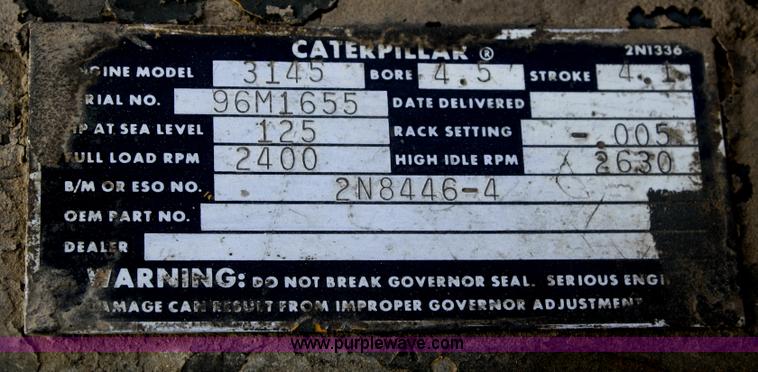 CATERPILLAR ® 2N1336
NGINE MODEL 3145 BORE 4.5 STROKE 4.1
RIAL NO. 96M1655 DATE DELIVERED
HP AT SEA LEVEL 125 RACK SETTING -.005
FULL LOAD RPM 2400 HIGH IDLE RPM 2630
B/M OR ESO NO. 2N8446-4
OEM PART NO.
DEALER
WARNING: DO NOT BREAK GOVERNOR SEAL. SERIOUS ENGI
AMAGE CAN RESULT FROM IMPROPER GOVERNOR ADJUSTMENT
www.purplewave.com